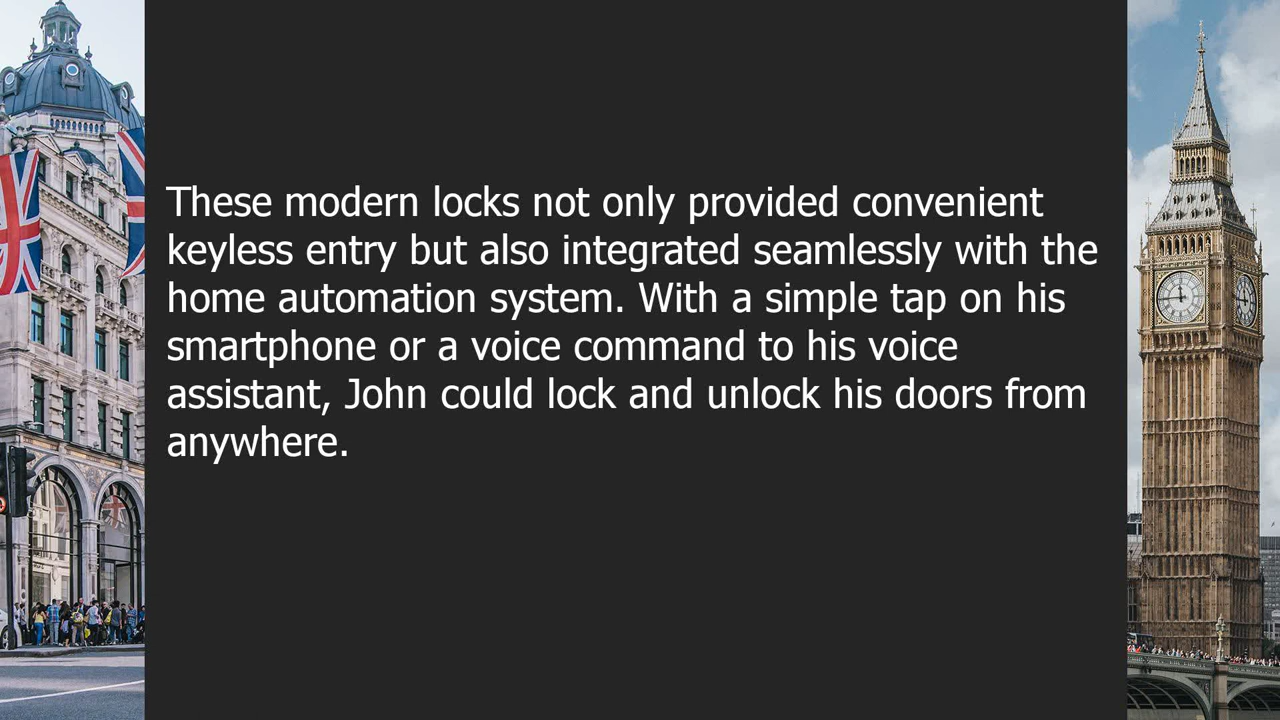 These modern locks not only provided convenient
keyless entry but also integrated seamlessly with the
home automation system. With a simple tap on his
smartphone or a voice command to his voice
assistant, John could lock and unlock his doors from
anywhere.